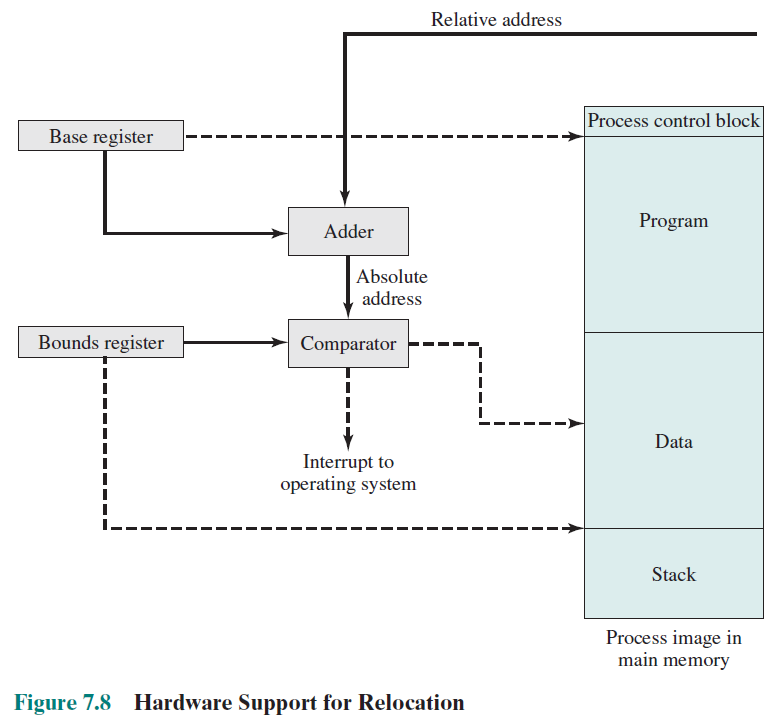 Relative address
Process control block
Base register
Program
Adder
Absolute
address
Bounds register
Comparator
Data
Interrupt to
operating system
Stack
Process image in
main memory
Figure 7.8 Hardware Support for Relocation